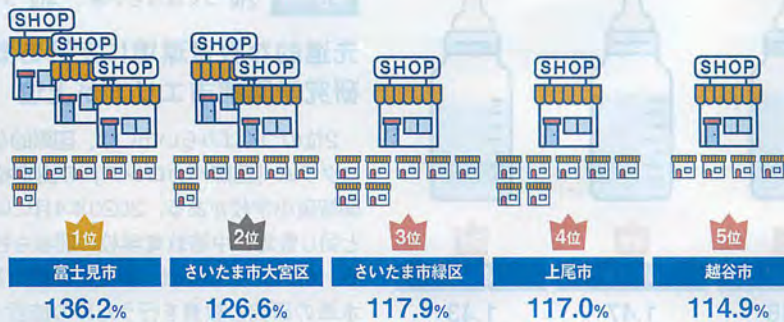 SHOP
SHOP
SHOP
SHOP
SHOP
SHOP
SHOP
SHOP
1位
2位
3位
4位
5位
富士見市
さいたま市大宮区
さいたま市緑区
上尾市
越谷市
136.2%
126.6%
117.9%
117.0%
114.9%